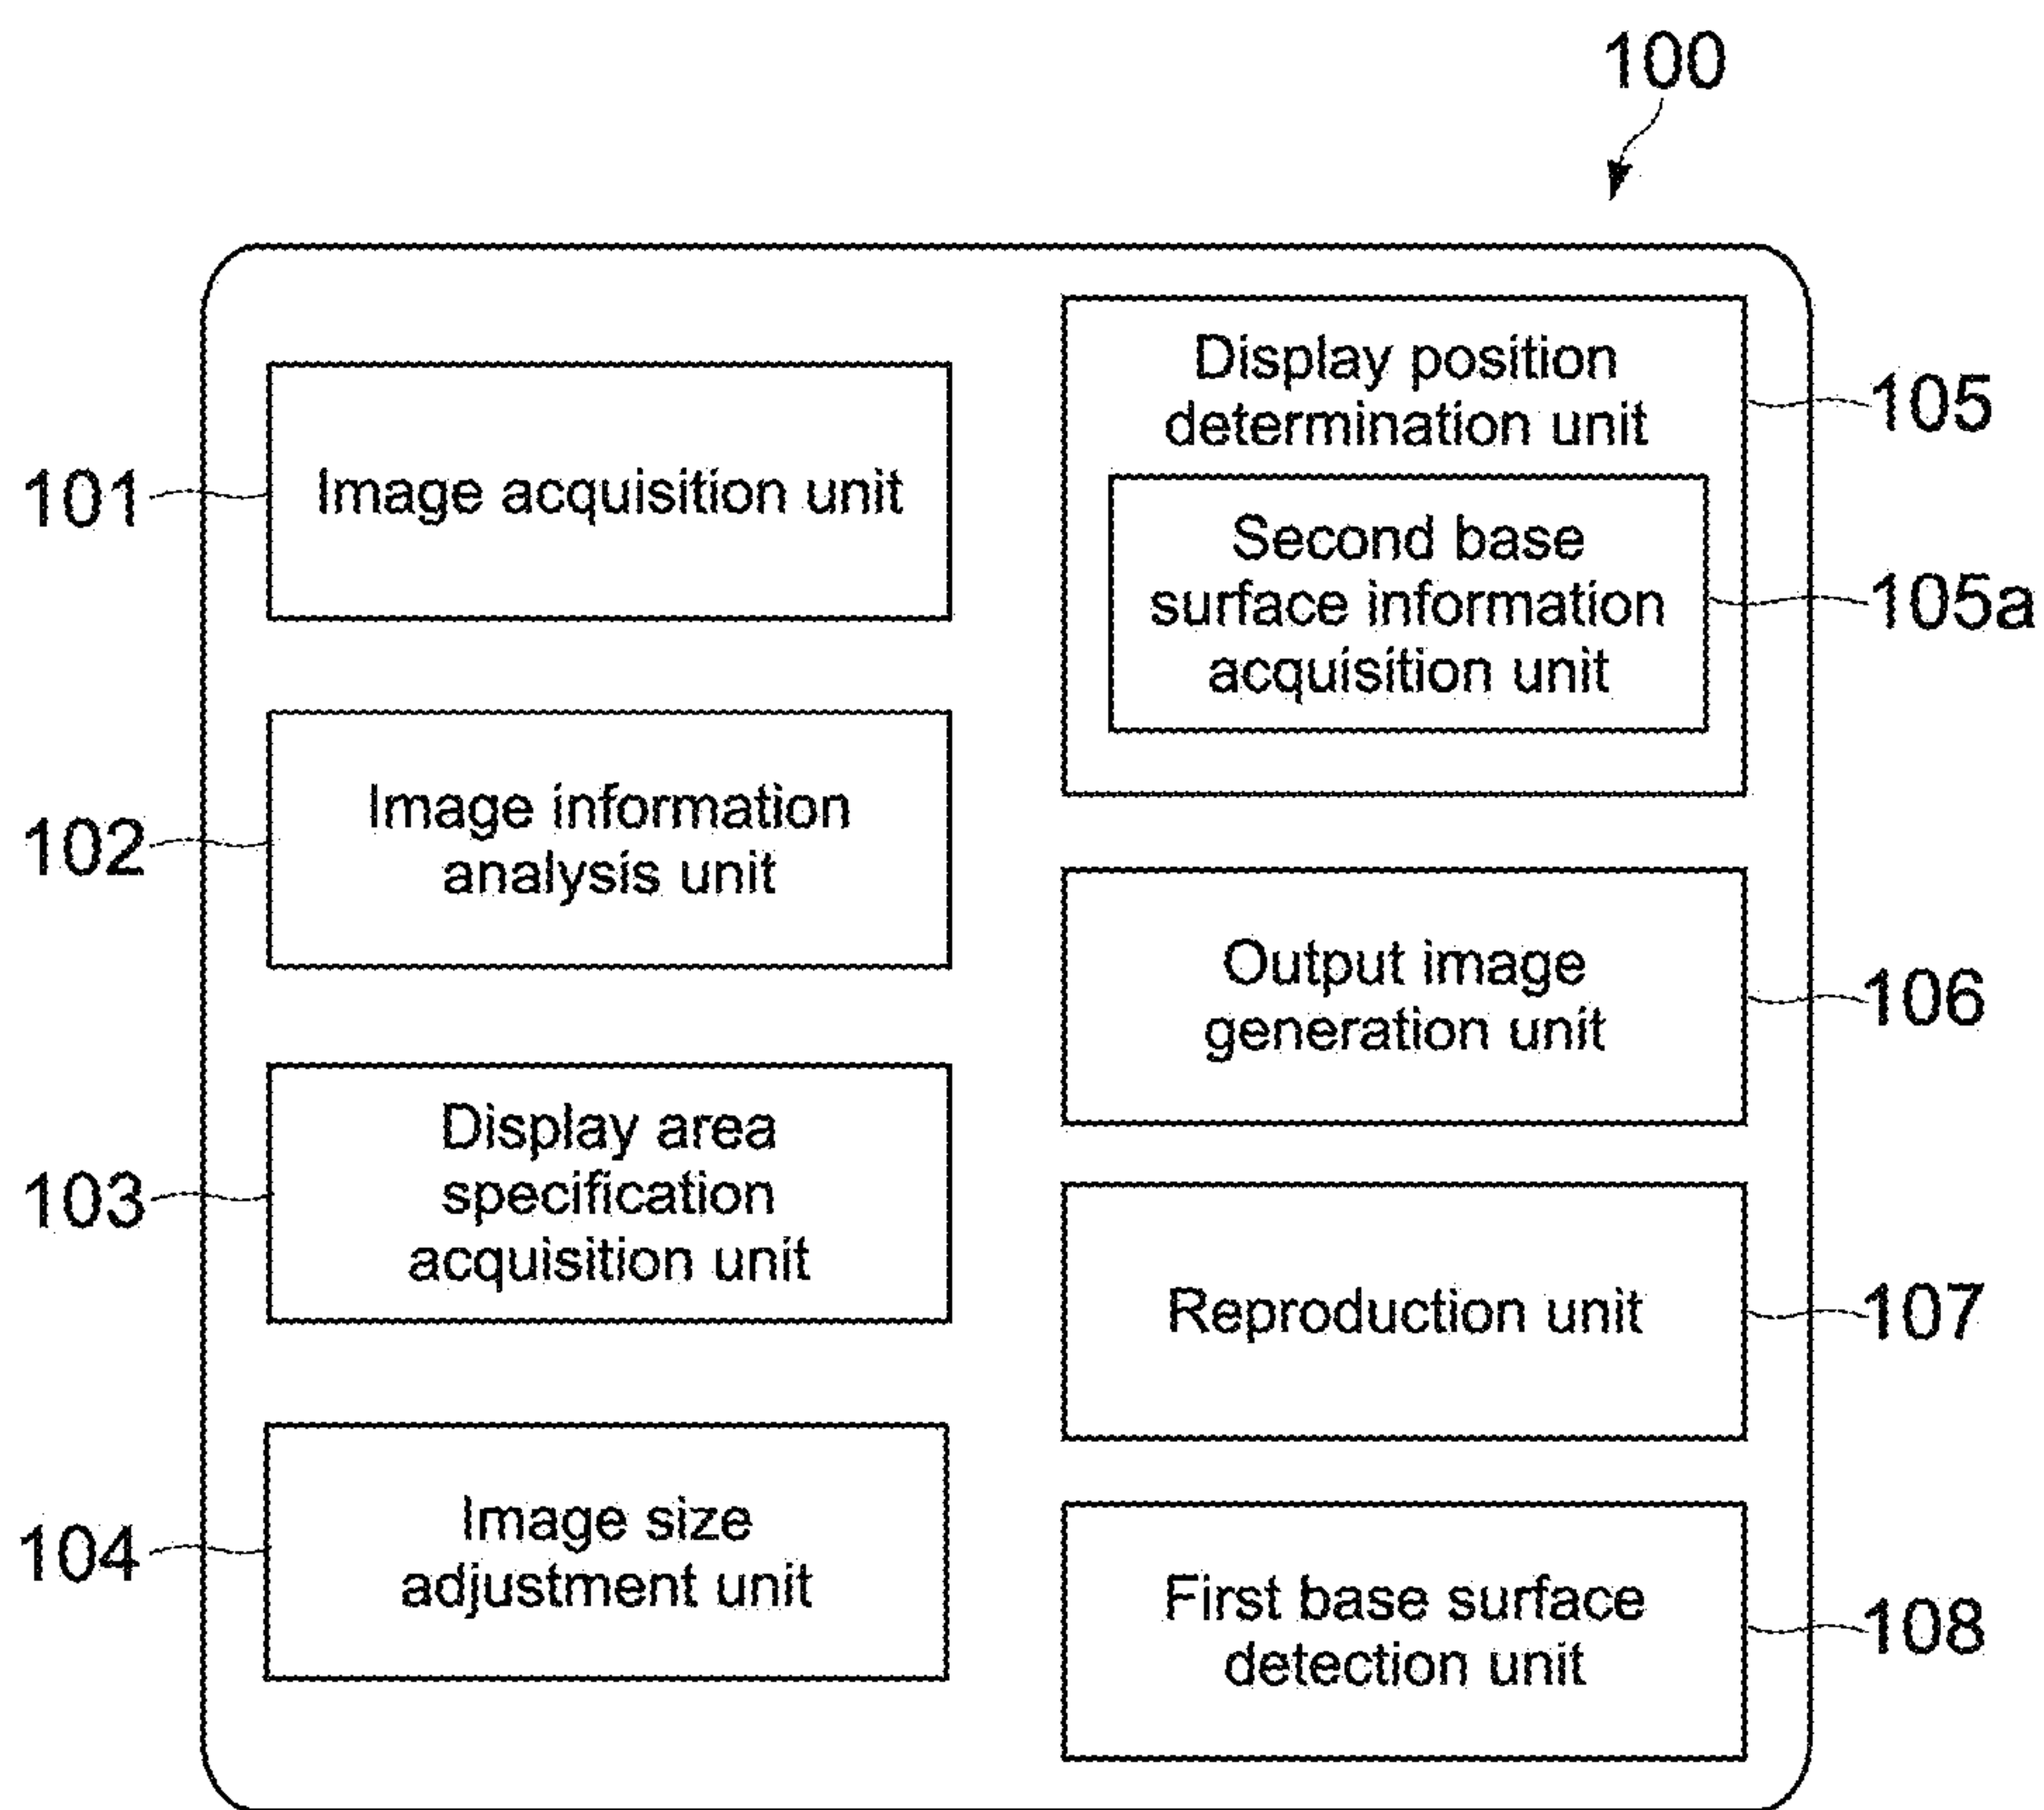 100
101
Image acquisition unit
102
Image information
analysis unit
103
Display area
specification
acquisition unit
104
Image size
adjustment unit
Display position
determination unit
105
Second base
surface information
acquisition unit
105a
Output image
generation unit
106
Reproduction unit
107
First base surface
detection unit
108